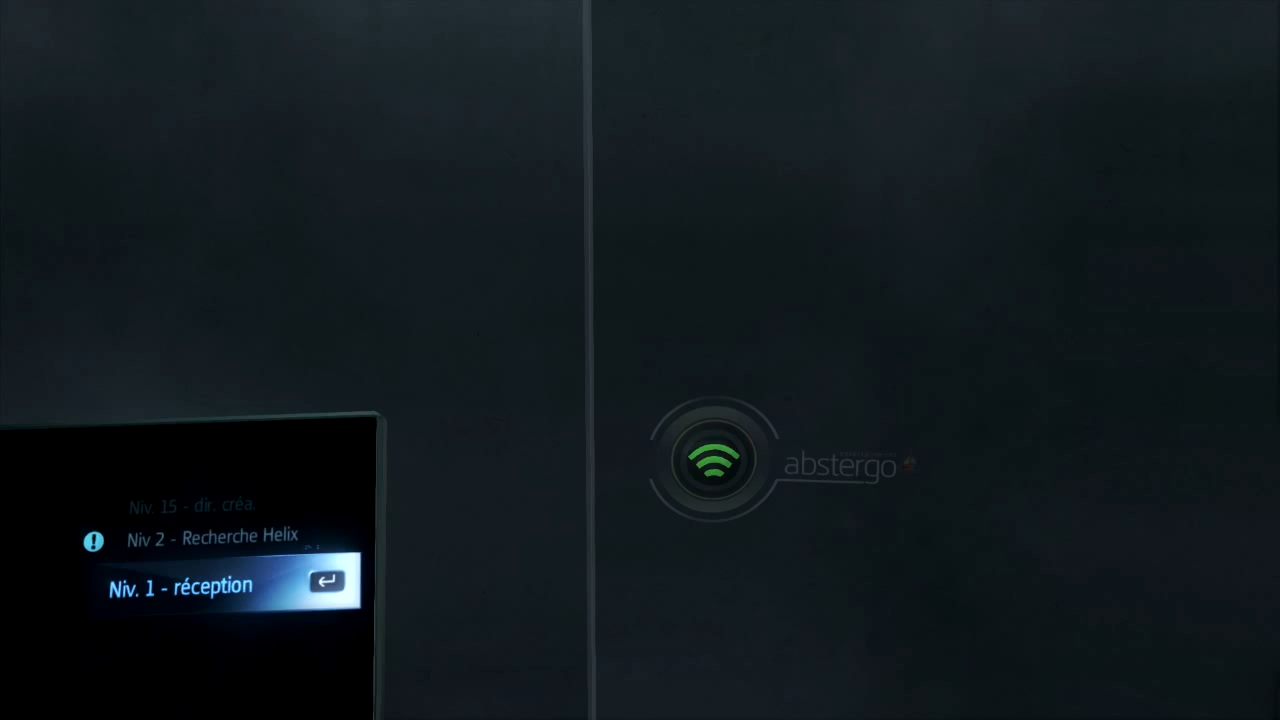 Niv. 15 - dir. créa.
Niv 2 - Recherche Helix
Niv. 1 - réception
abstergo